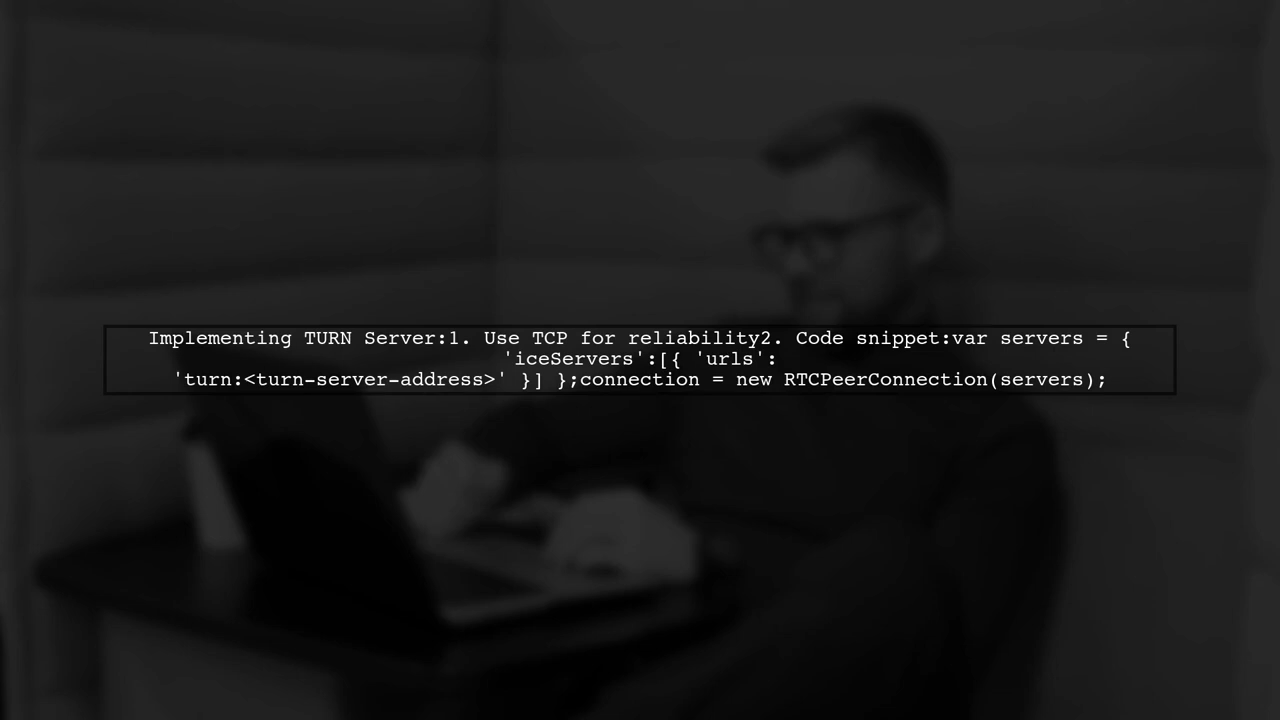 Implementing TURN Server:1. Use TCP for reliability2. Code snippet:var servers = {
'iceServers':[{ 'urls':
'turn:<turn-server-address>' }] };connection = new RTCPeerConnection(servers);